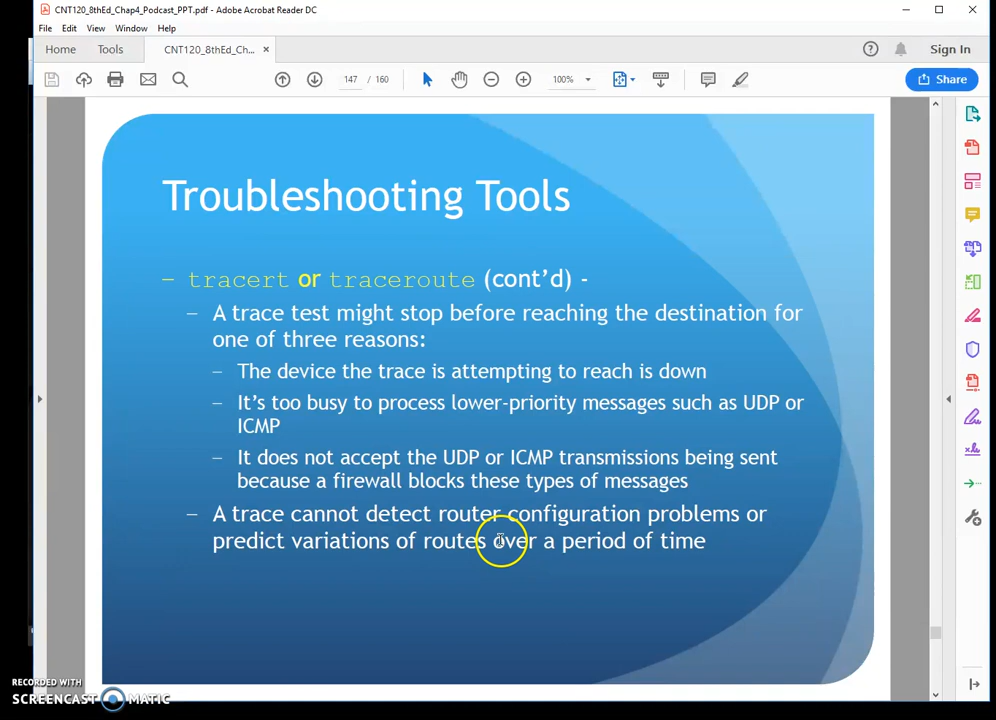 CNT120_8thEd_Chap4_Podcast_PPT.pdf - Adobe Acrobat Reader DC
File Edit View Window Help
Home Tools CNT120_8thEd_Ch... × Sign In
147 / 160 100% Share
Troubleshooting Tools
– tracert or traceroute (cont’d) -
– A trace test might stop before reaching the destination for
one of three reasons:
– The device the trace is attempting to reach is down
– It’s too busy to process lower-priority messages such as UDP or
ICMP
– It does not accept the UDP or ICMP transmissions being sent
because a firewall blocks these types of messages
– A trace cannot detect router configuration problems or
predict variations of routes over a period of time
RECORDED WITH
SCREENCAST MATIC